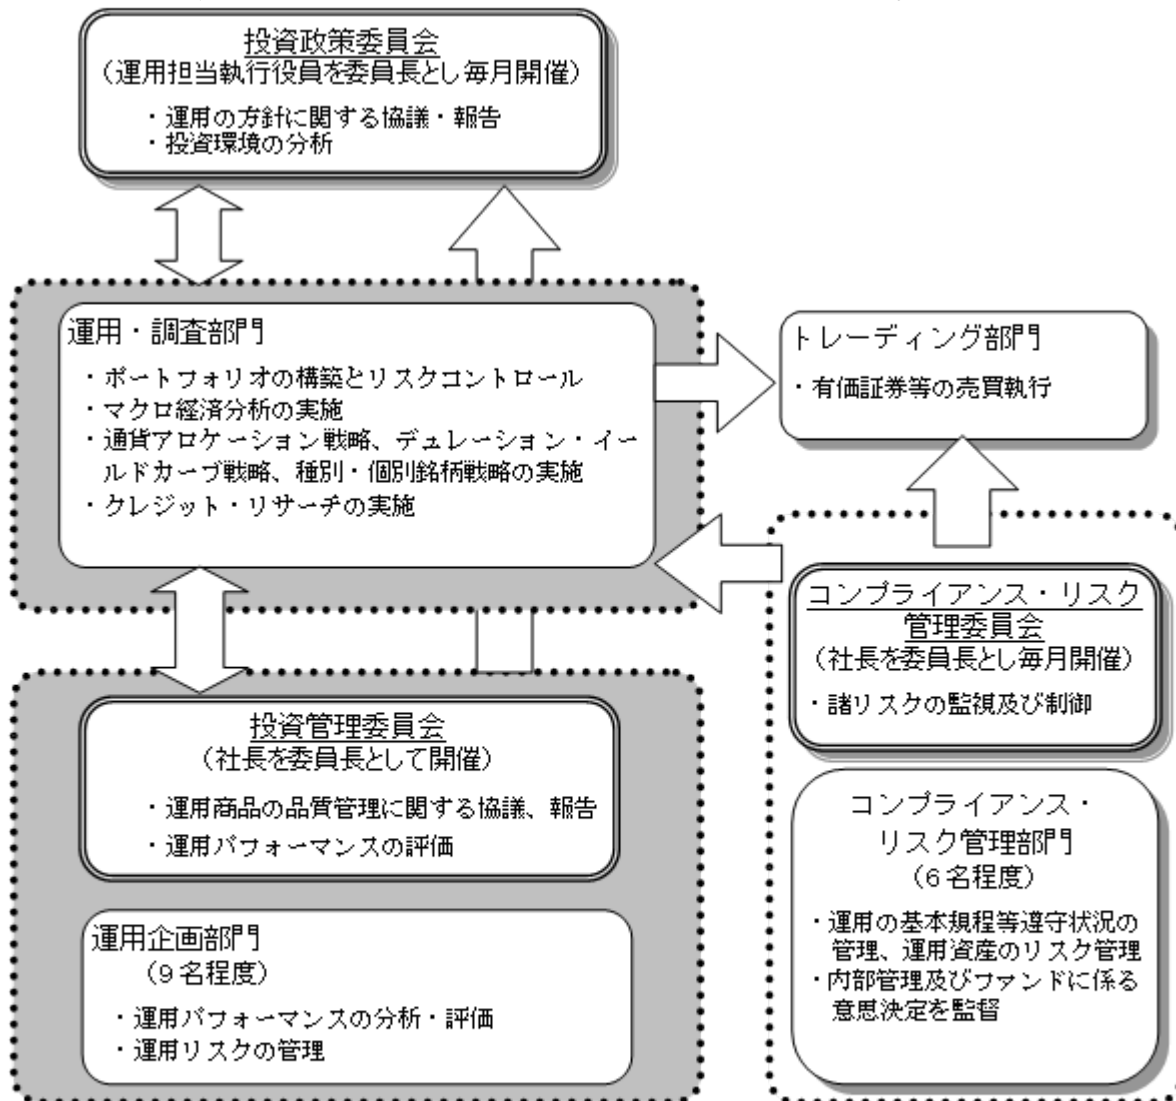 投資政策委員会
（運用担当執行役員を委員長とし毎月開催）
・運用の方針に関する協議・報告
・投資環境の分析
運用・調査部門
・ポートフォリオの構築とリスクコントロール
・マクロ経済分析の実施
・通貨アロケーション戦略、デュレーション・イー
ルドカーブ戦略、種別・個別銘柄戦略の実施
・クレジット・リサーチの実施
トレーディング部門
・有価証券等の売買執行
投資管理委員会
（社長を委員長として開催）
・運用商品の品質管理に関する協議、報告
・運用パフォーマンスの評価
運用企画部門
（9名程度）
・運用パフォーマンスの分析・評価
・運用リスクの管理
コンプライアンス・リスク
管理委員会
（社長を委員長とし毎月開催）
・諸リスクの監視及び制御
コンプライアンス・
リスク管理部門
（6名程度）
・運用の基本規程等遵守状況の
管理、運用資産のリスク管理
・内部管理及びファンドに係る
意思決定を監督